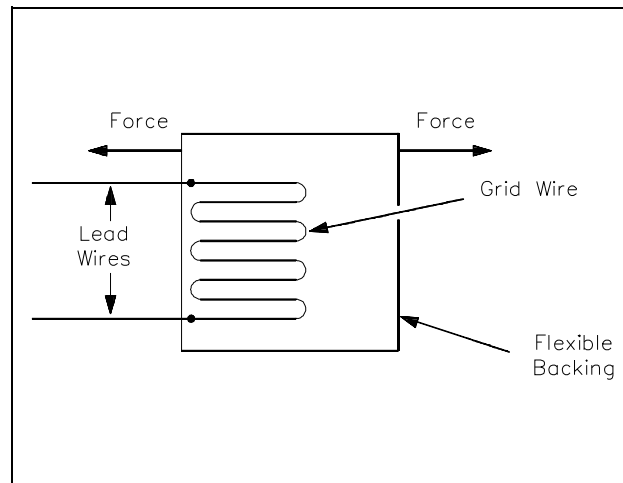 Force
Force
Grid Wire
Lead
Wires
Flexible
Backing